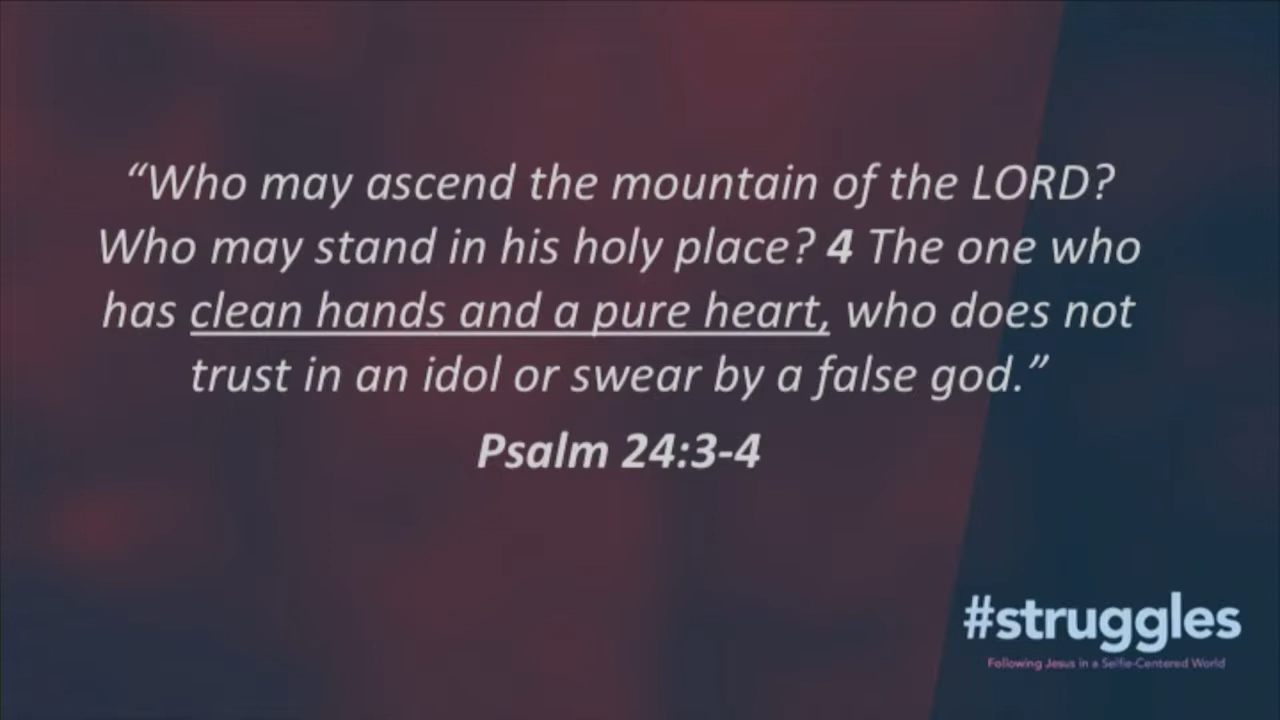 “Who may ascend the mountain of the LORD?
Who may stand in his holy place? 4 The one who
has clean hands and a pure heart, who does not
trust in an idol or swear by a false god.”
Psalm 24:3-4
#struggles
Following Jesus in a Selfie-Centered World